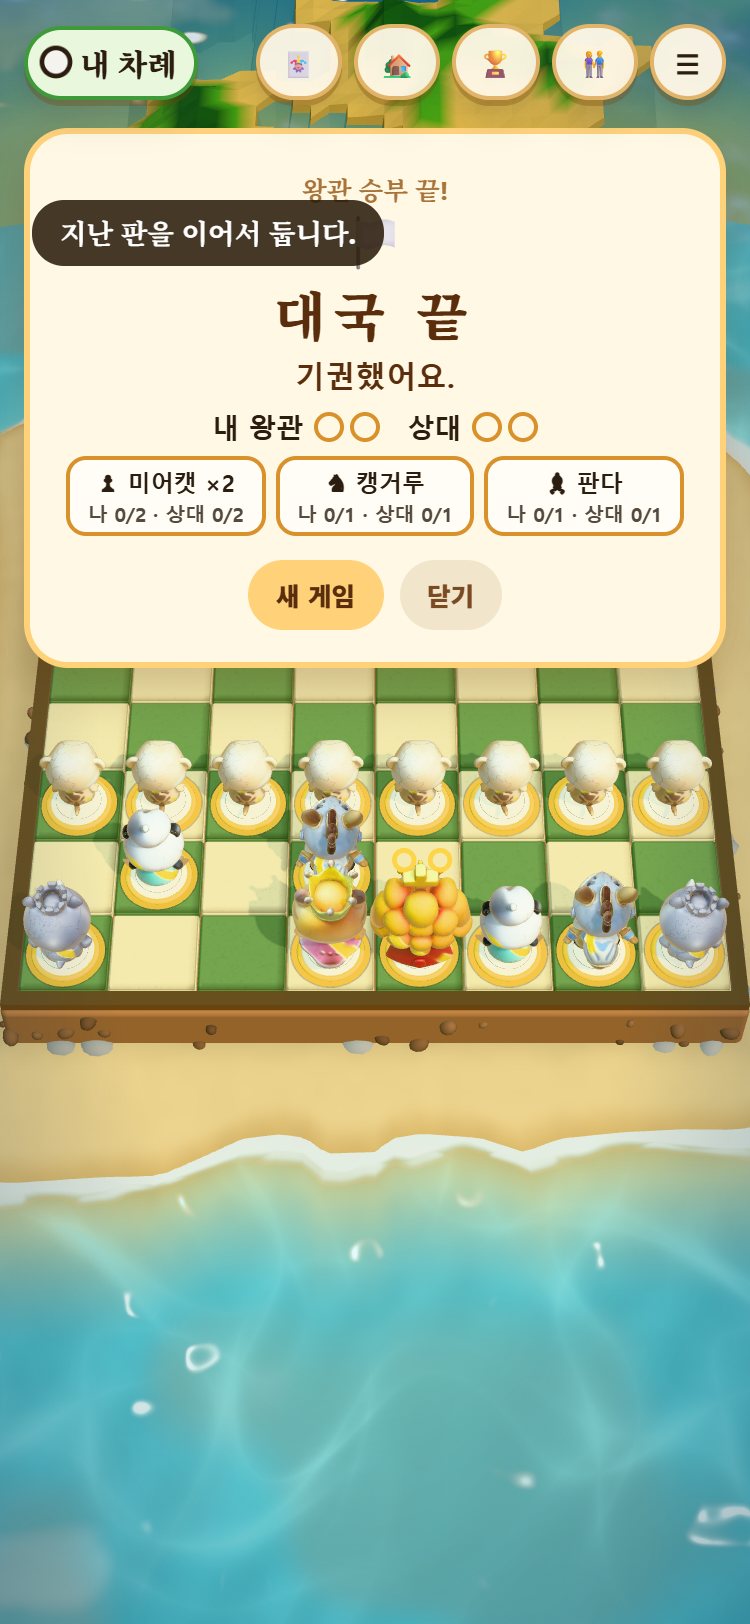 내 차례
왕관 승부 끝!
지난 판을 이어서 둡니다.
대국 끝
기권했어요.
내 왕관 상대
미어캣 ×2
나 0/2 · 상대 0/2
캥거루
나 0/1 · 상대 0/1
판다
나 0/1 · 상대 0/1
새 게임
닫기